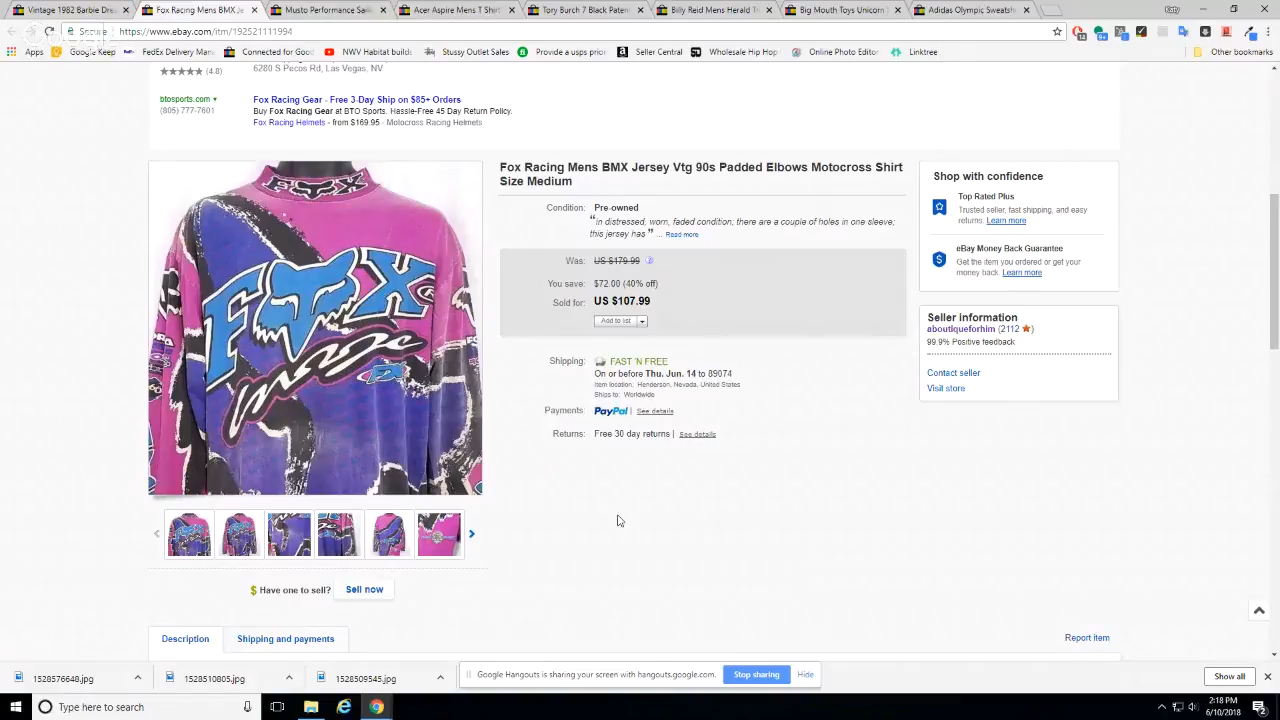 Vintage 1982 Barbie Dres
Fox Racing Mens BMX Je
Musto Performance Saili
Acer Aspire Mens T Shirt
Tory Burch 7 Black Paten
Billy Reid Mens Herald T
Big Mouth Toys Unicorn
Adidas Olympic Sweatsh
Secure https://www.ebay.com/itm/192521111994
Apps Google Keep FedEx Delivery Man Connected for Good NWV Habitat Stussy Outlet Sales Provide a usps prior Seller Central Wholesale Hip Hop Online Photo Editor Linktree Other bookmarks
(4.8)
6280 S Pecos Rd, Las Vegas, NV
btosports.com
Fox Racing Gear - Free 3-Day Ship on $85+ Orders
(805) 777-7601
Buy Fox Racing Gear at BTO Sports. Hassle-Free 45 Day Return Policy.
Fox Racing Helmets - from $169.95 - Motocross Racing Helmets
FOX
FOX
image
Fox Racing Mens BMX Jersey Vtg 90s Padded Elbows Motocross Shirt
Size Medium
Condition: Pre-owned
"In distressed, worn, faded condition; there are a couple of holes in one sleeve;
this jersey has " ... Read more
Was: US $179.99
You save: $72.00 (40% off)
Sold for: US $107.99
Add to list
Shipping: FAST 'N FREE
On or before Thu. Jun. 14 to 89074
Item location: Henderson, Nevada, United States
Ships to: Worldwide
Payments: PayPal | See details
Returns: Free 30 day returns | See details
Shop with confidence
Top Rated Plus
Trusted seller, fast shipping, and easy
returns. Learn more
eBay Money Back Guarantee
Get the item you ordered or get your
money back. Learn more
Seller information
aboutiqueforhim (2112 )
99.9% Positive feedback
Contact seller
Visit store
$ Have one to sell? Sell now
Description
Shipping and payments
Report item
1528510548.jpg
1528510805.jpg
1528509545.jpg
Google Hangouts is sharing your screen with hangouts.google.com.
Stop sharing
Hide
Show all
Type here to search
2:18 PM
6/10/2018